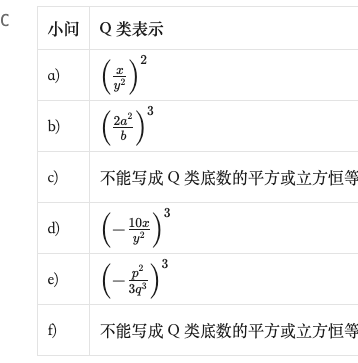 C
小问 Q 类表示
a) (x/y²)²
b) (2a²/b)³
c) 不能写成 Q 类底数的平方或立方恒等
d) (−10x/y²)³
e) (−p²/3q³)³
f) 不能写成 Q 类底数的平方或立方恒等